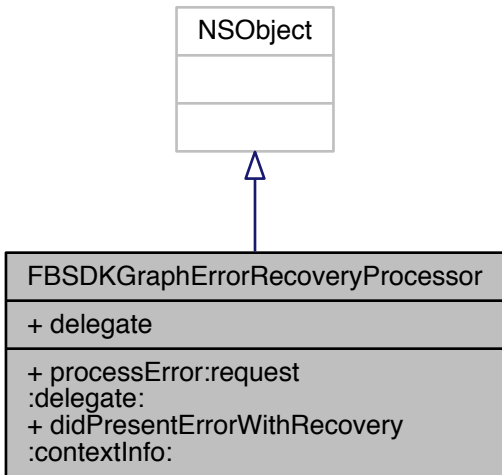 NSObject
FBSDKGraphErrorRecoveryProcessor
+ delegate
+ processError:request
:delegate:
+ didPresentErrorWithRecovery
:contextInfo: